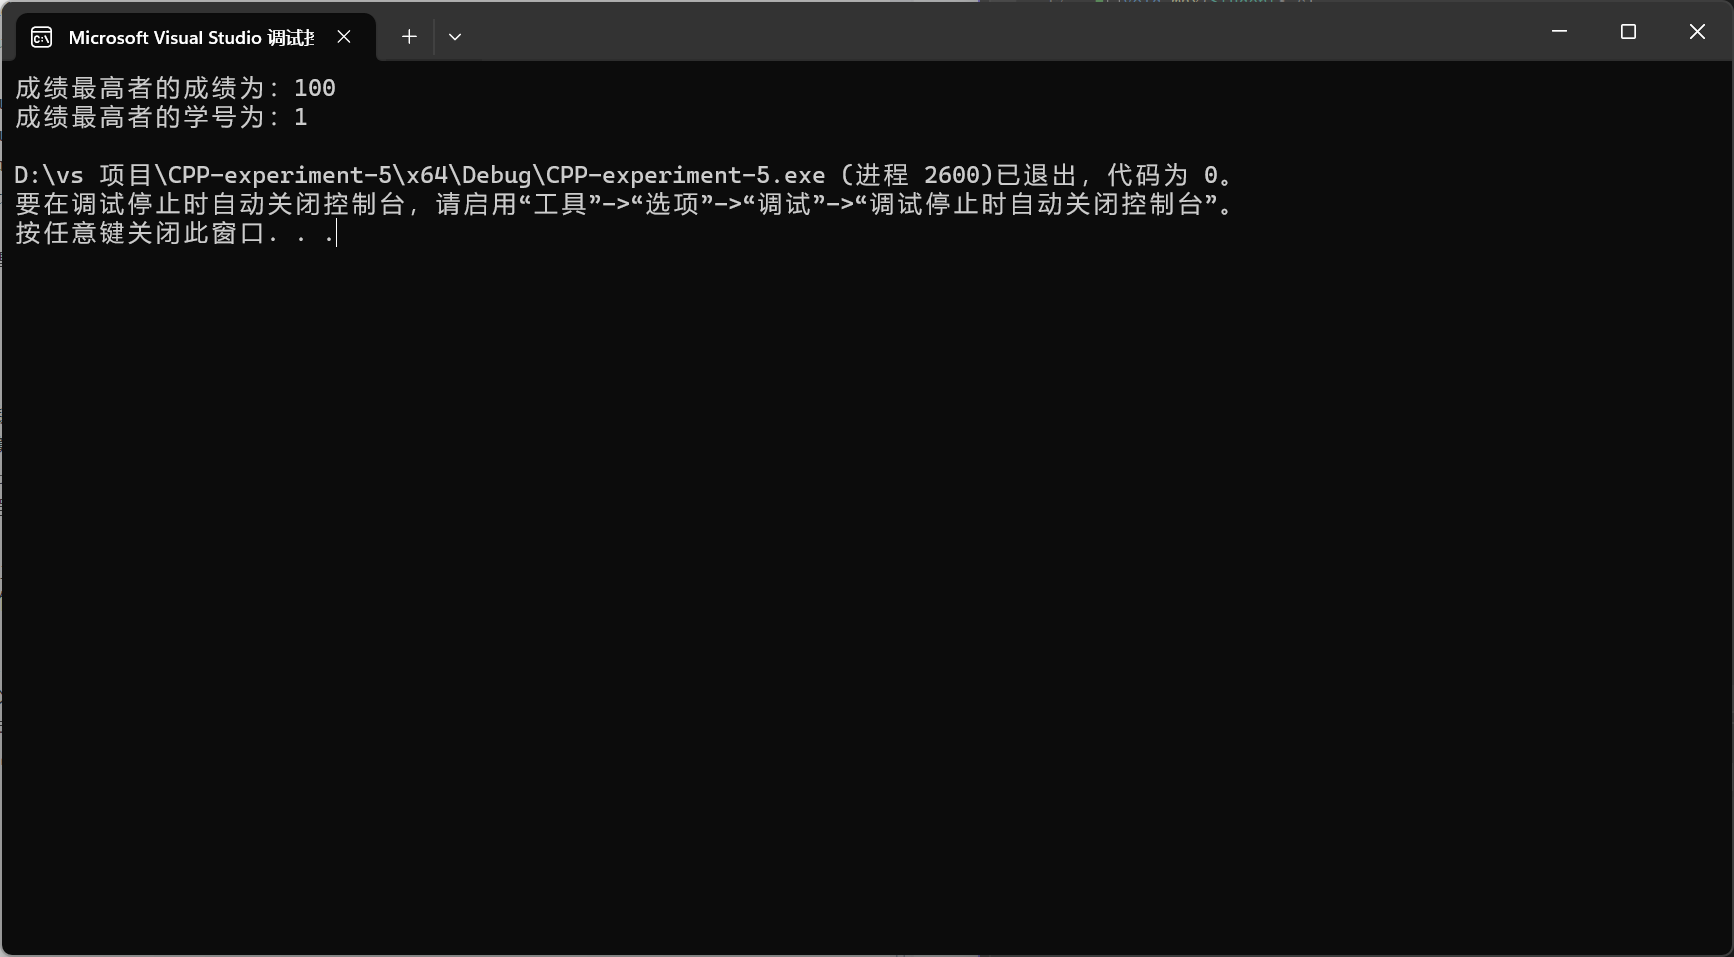 Microsoft Visual Studio 调试
成绩最高者的成绩为：100
成绩最高者的学号为：1
D:\vs 项目\CPP-experiment-5\x64\Debug\CPP-experiment-5.exe (进程 2600)已退出，代码为 0。
要在调试停止时自动关闭控制台，请启用“工具”->“选项”->“调试”->“调试停止时自动关闭控制台”。
按任意键关闭此窗口. . .